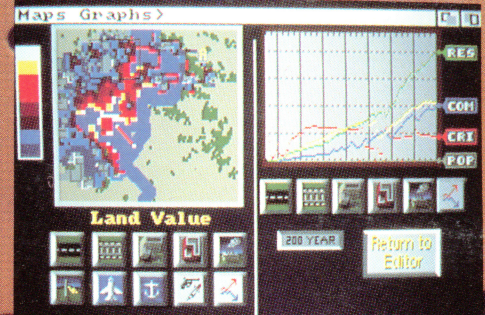 Maps Graphs>
RES
COM
CRI
POP
Land Value
200 YEAR
Return to
Editor